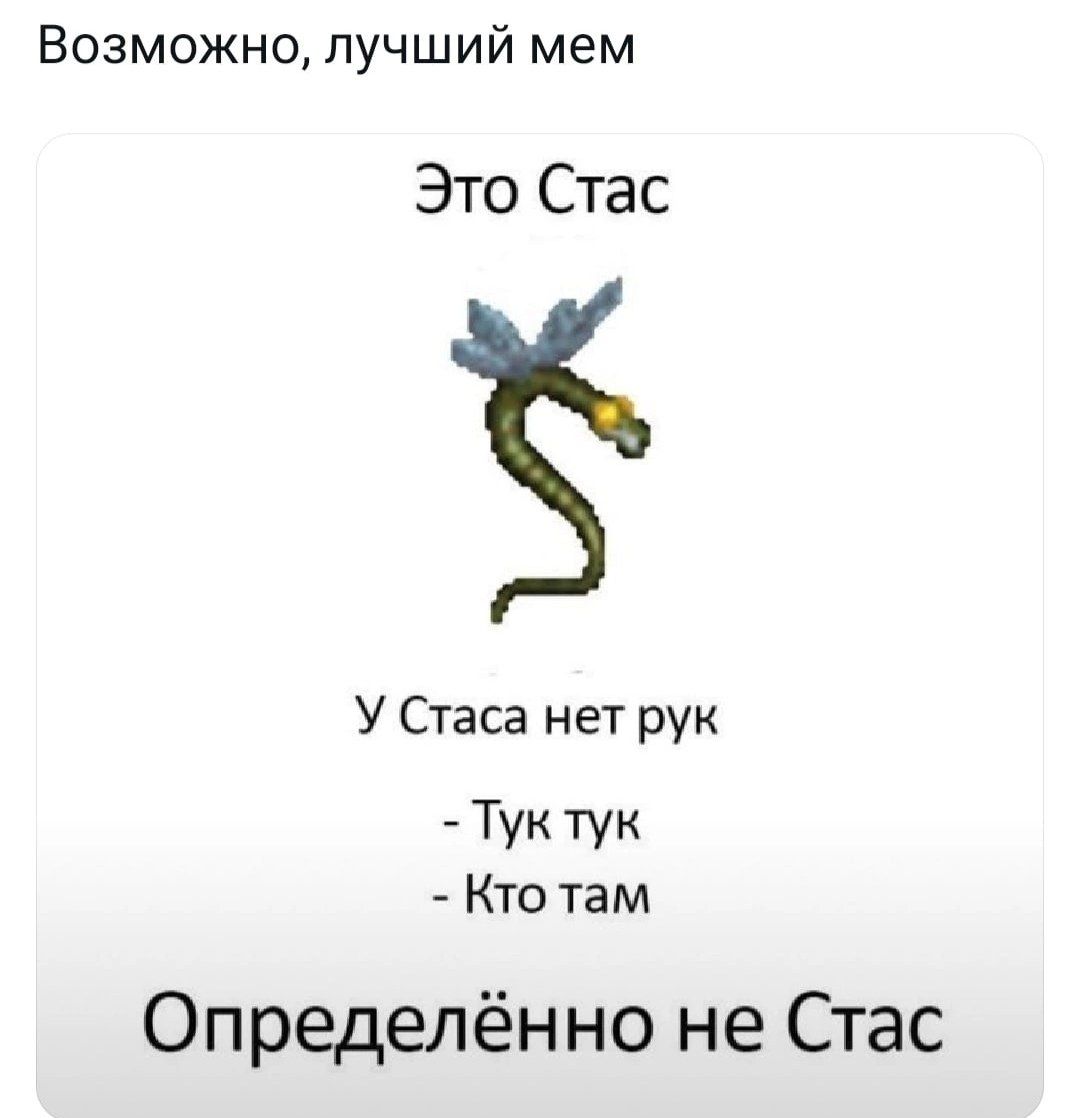 Возможно, лучший мем
Это Стас
У Стаса нет рук
- Тук тук
- Кто там
Определённо не Стас